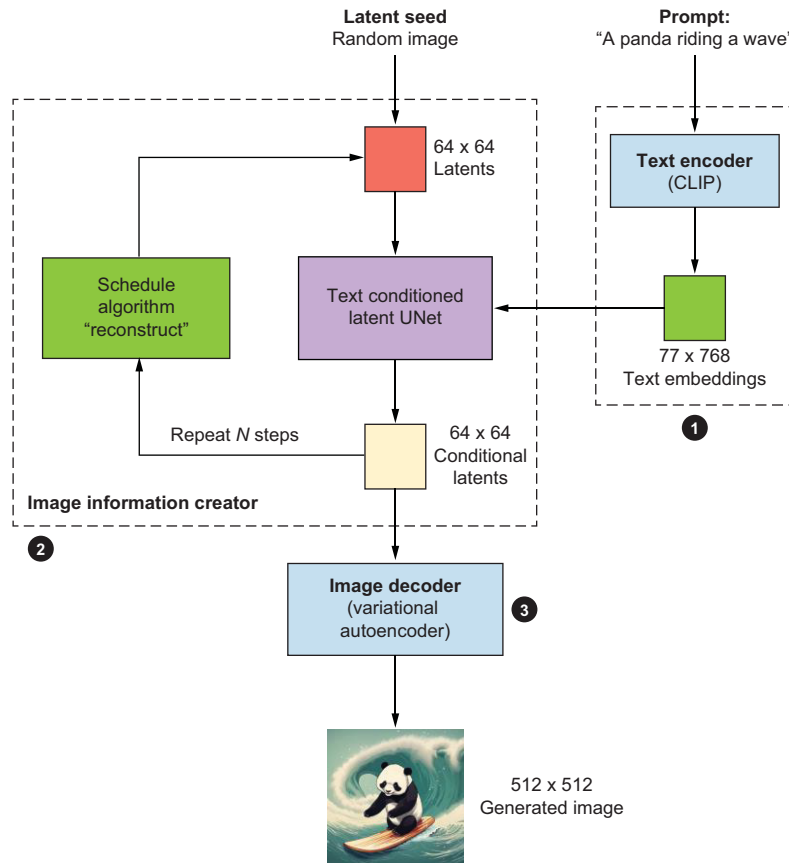 Latent seed
Random image
Prompt:
“A panda riding a wave”
64 x 64
Latents
Text encoder
(CLIP)
Schedule
algorithm
“reconstruct”
Text conditioned
latent UNet
77 x 768
Text embeddings
1
Repeat N steps
64 x 64
Conditional
latents
Image information creator
2
Image decoder
(variational
autoencoder)
3
512 x 512
Generated image